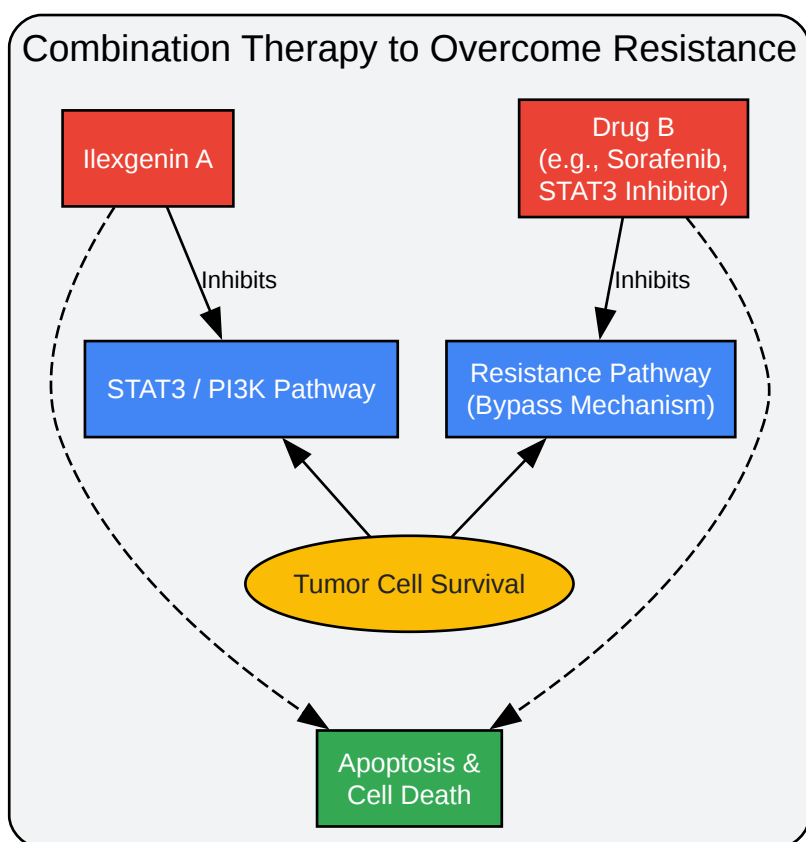 Combination Therapy to Overcome Resistance
Ilexgenin A
Drug B
(e.g., Sorafenib,
STAT3 Inhibitor)
Inhibits
Inhibits
STAT3 / PI3K Pathway
Resistance Pathway
(Bypass Mechanism)
Tumor Cell Survival
Apoptosis &
Cell Death